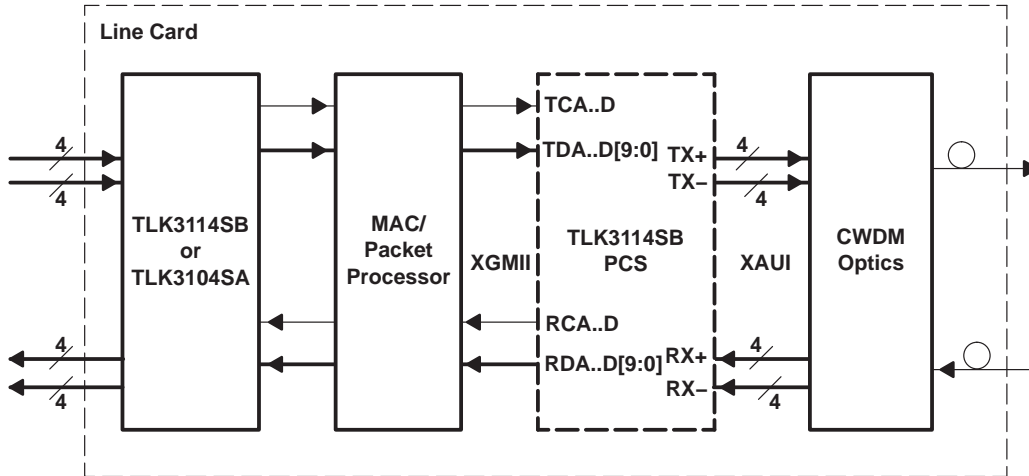 Line Card
4
4
4
4
TLK3114SB
or
TLK3104SA
MAC/
Packet
Processor
XGMII
TCA..D
TDA..D[9:0]
TX+
TX−
TLK3114SB
PCS
RCA..D
RDA..D[9:0]
RX+
RX−
4
4
XAUI
4
4
CWDM
Optics